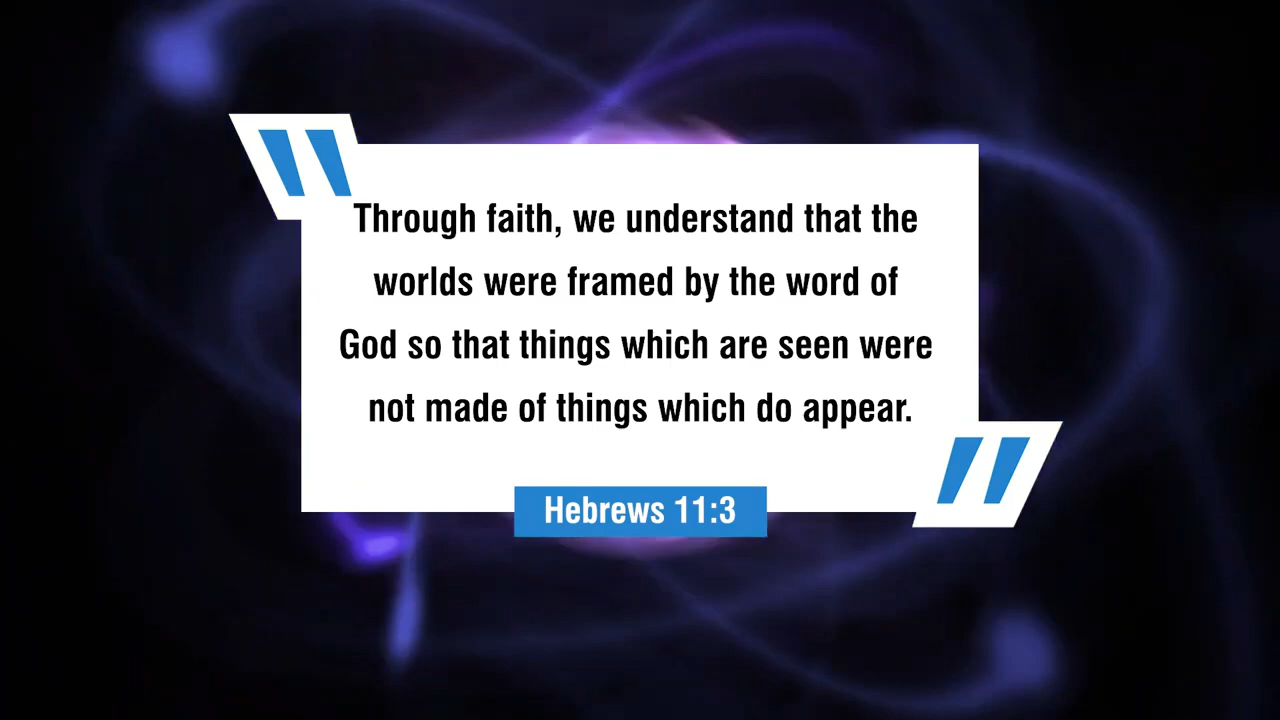 "
Through faith, we understand that the
worlds were framed by the word of
God so that things which are seen were
not made of things which do appear.
"
Hebrews 11:3